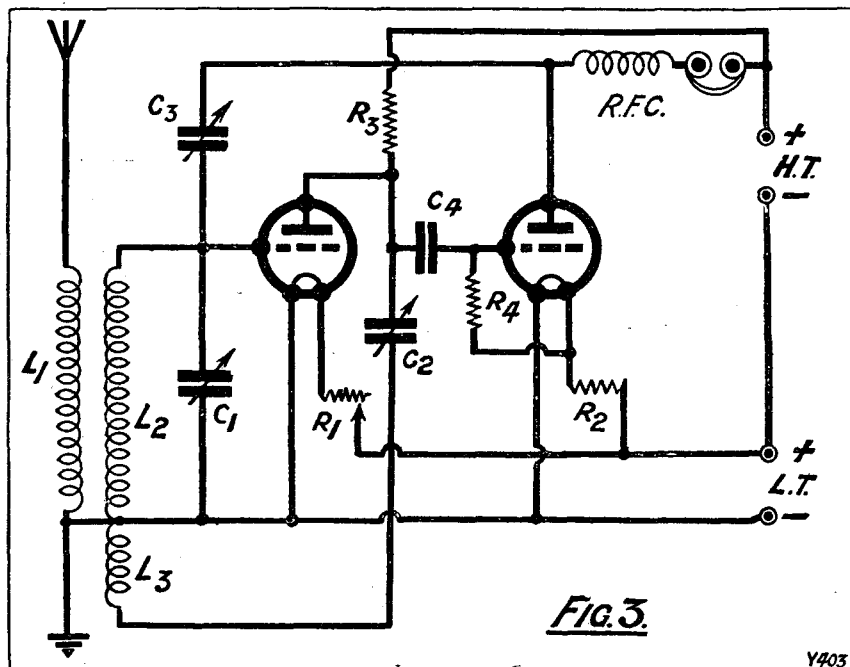 C3
R3
R.F.C.
+
H.T.
−
C4
R4
L1
L2
C1
R1
C2
R2
+
L.T.
−
L3
FIG. 3.
Y403